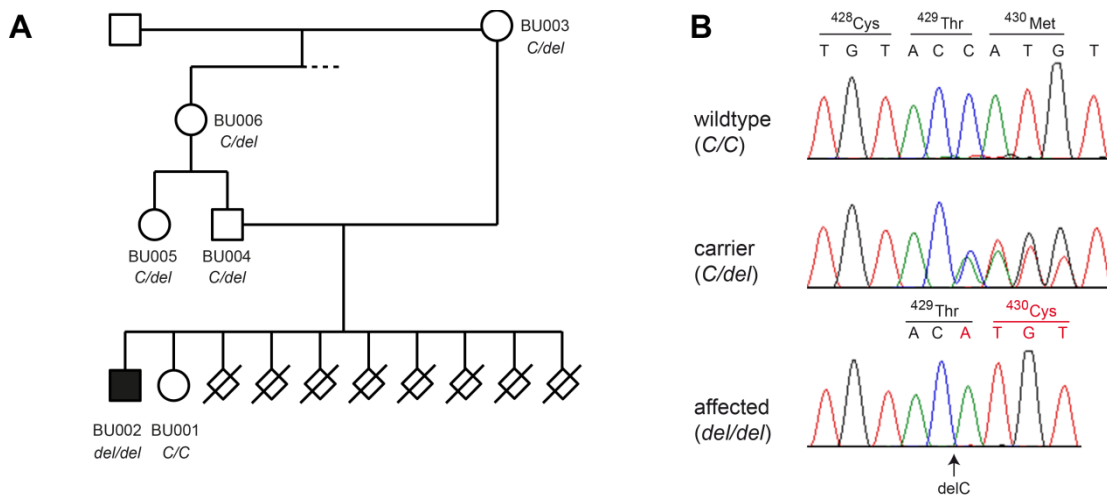 A
BU003
C/del
BU006
C/del
BU005
C/del
BU004
C/del
BU002
del/del
BU001
C/C
B
428Cys 429Thr 430Met
T G T A C C A T G T
wildtype
(C/C)
carrier
(C/del)
429Thr 430Cys
A C A T G T
affected
(del/del)
delC